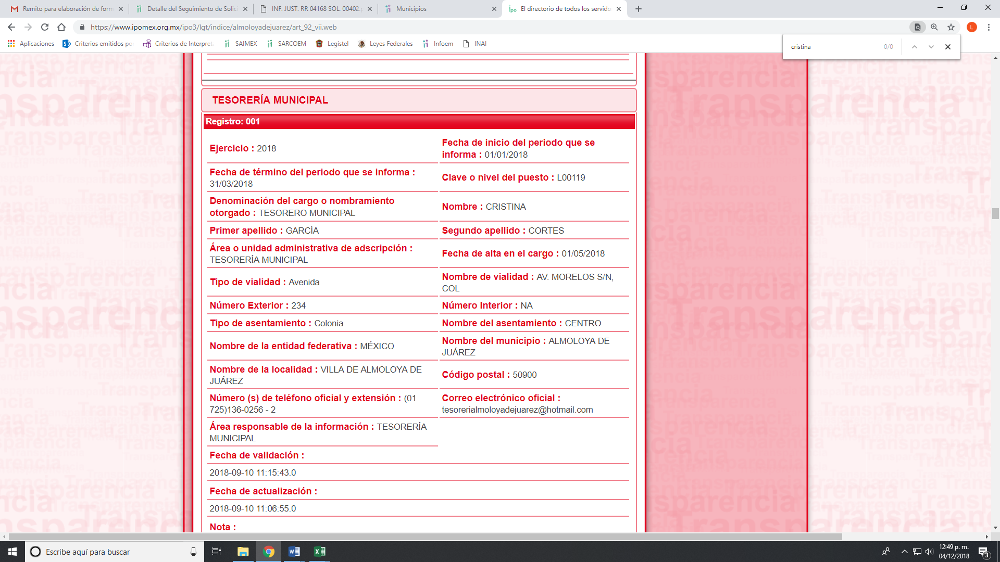 Remito para elaboración de form
Detalle del Seguimiento de Solici
INF. JUST. RR 04168 SOL. 00402.p
Municipios
El directorio de todos los servido
https://www.ipomex.org.mx/ipo3/lgt/indice/almoloyadejuarez/art_92_vii.web
L
Aplicaciones
Criterios emitidos po
Criterios de Interpreta
SAIMEX
SARCOEM
Legistel
Leyes Federales
Infoem
INAI
cristina
0/0
TESORERÍA MUNICIPAL
Registro: 001
Ejercicio : 2018
Fecha de inicio del periodo que se
informa : 01/01/2018
Fecha de término del periodo que se informa :
31/03/2018
Clave o nivel del puesto : L00119
Denominación del cargo o nombramiento
otorgado : TESORERO MUNICIPAL
Nombre : CRISTINA
Primer apellido : GARCÍA
Segundo apellido : CORTES
Área o unidad administrativa de adscripción :
TESORERÍA MUNICIPAL
Fecha de alta en el cargo : 01/05/2018
Tipo de vialidad : Avenida
Nombre de vialidad : AV. MORELOS S/N,
COL
Número Exterior : 234
Número Interior : NA
Tipo de asentamiento : Colonia
Nombre del asentamiento : CENTRO
Nombre de la entidad federativa : MÉXICO
Nombre del municipio : ALMOLOYA DE
JUÁREZ
Nombre de la localidad : VILLA DE ALMOLOYA DE
JUÁREZ
Código postal : 50900
Número (s) de teléfono oficial y extensión : (01
725)136-0256 - 2
Correo electrónico oficial :
tesorerialmoloyadejuarez@hotmail.com
Área responsable de la información : TESORERÍA
MUNICIPAL
Fecha de validación :
2018-09-10 11:15:43.0
Fecha de actualización :
2018-09-10 11:06:55.0
Nota :
Escribe aquí para buscar
12:49 p. m.
04/12/2018
3